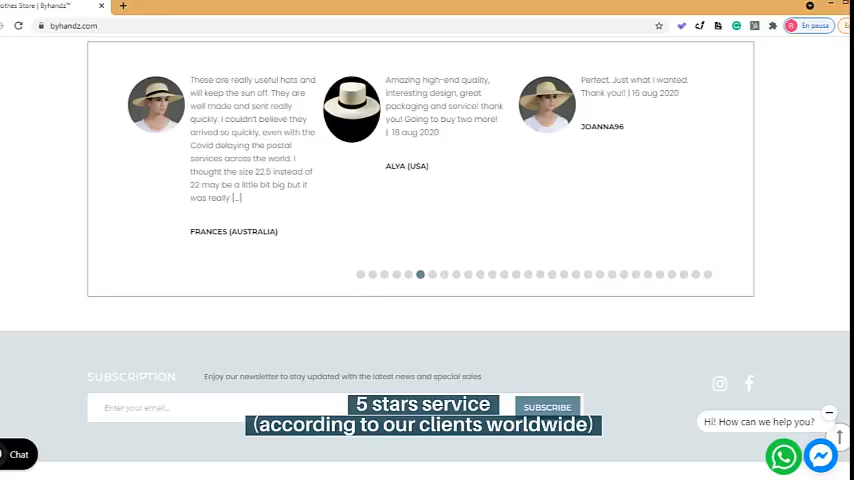 othes Store | Byhandz™
byhandz.com
R
En pausa
These are really useful hats and
will keep the sun off. They are
well made and sent really
quickly. I couldn't believe they
arrived so quickly, even with the
Covid delaying the postal
services across the world. I
thought the size 22.5 instead of
22 may be a little bit big but it
was really [...]
FRANCES (AUSTRALIA)
Amazing high-end quality,
interesting design, great
packaging and service! thank
you! Going to buy two more!
| 18 aug 2020
ALYA (USA)
Perfect. Just what I wanted.
Thank you!! | 16 aug 2020
JOANNA96
SUBSCRIPTION
Enjoy our newsletter to stay updated with the latest news and special sales
Enter your email...
SUBSCRIBE
5 stars service
(according to our clients worldwide)
Hi! How can we help you?
Chat